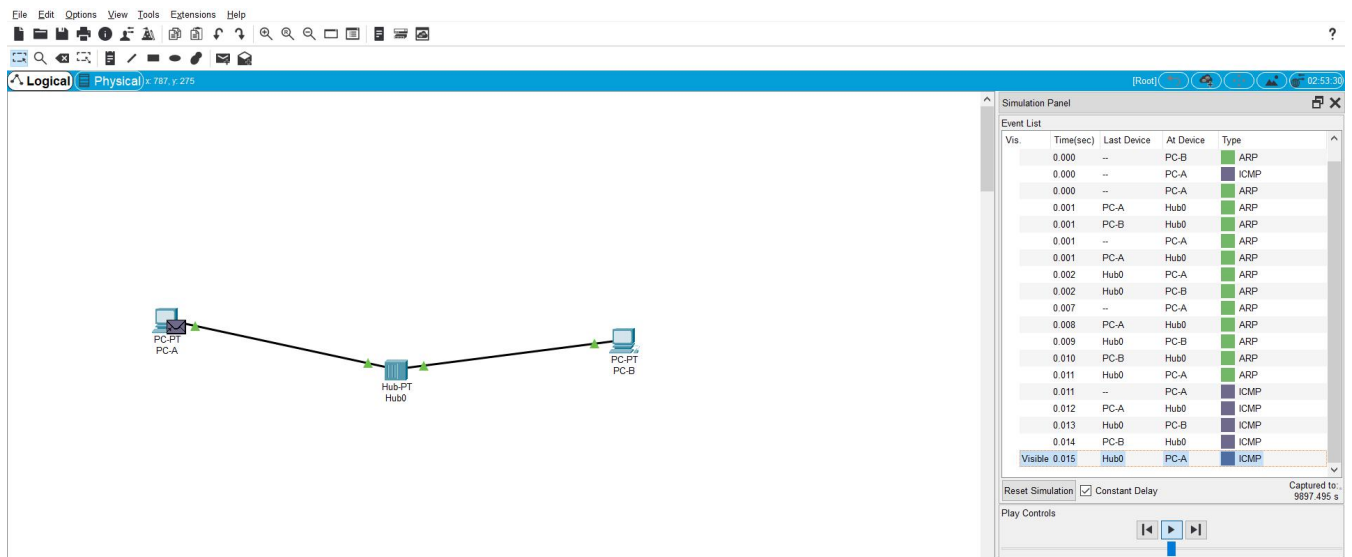 File Edit Options View Tools Extensions Help
?
Logical Physical x: 787, y: 275 [Root] 02:53:30
Simulation Panel
Event List
Vis. Time(sec) Last Device At Device Type
0.000 -- PC-B ARP
0.000 -- PC-A ICMP
0.000 -- PC-A ARP
0.001 PC-A Hub0 ARP
0.001 PC-B Hub0 ARP
0.001 -- PC-A ARP
0.001 PC-A Hub0 ARP
0.002 Hub0 PC-A ARP
0.002 Hub0 PC-B ARP
0.007 -- PC-A ARP
0.008 PC-A Hub0 ARP
0.009 Hub0 PC-B ARP
0.010 PC-B Hub0 ARP
0.011 Hub0 PC-A ARP
0.011 -- PC-A ICMP
0.012 PC-A Hub0 ICMP
0.013 Hub0 PC-B ICMP
0.014 PC-B Hub0 ICMP
Visible 0.015 Hub0 PC-A ICMP
Reset Simulation Constant Delay
Captured to:
9897.495 s
Play Controls
PC-PT
PC-A
Hub-PT
Hub0
PC-PT
PC-B